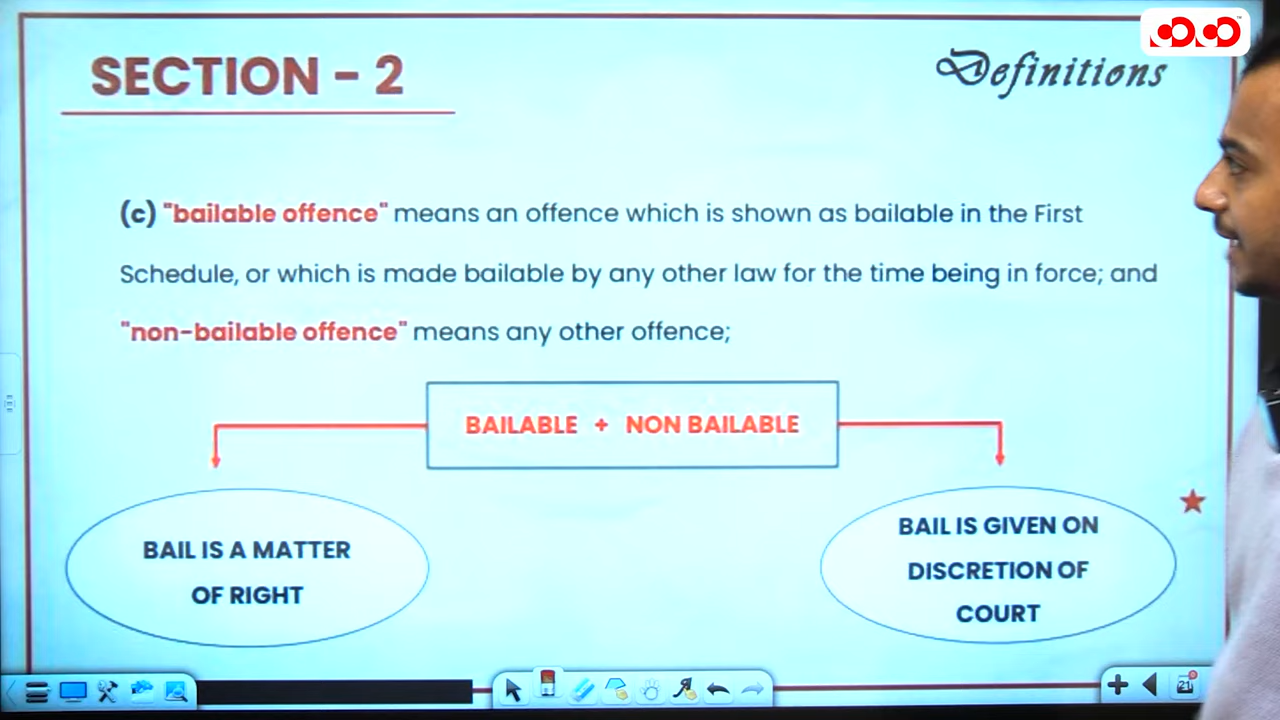 SECTION - 2
Definitions
(c) "bailable offence" means an offence which is shown as bailable in the First
Schedule, or which is made bailable by any other law for the time being in force; and
"non-bailable offence" means any other offence;
BAILABLE + NON BAILABLE
BAIL IS A MATTER
OF RIGHT
BAIL IS GIVEN ON
DISCRETION OF
COURT
21